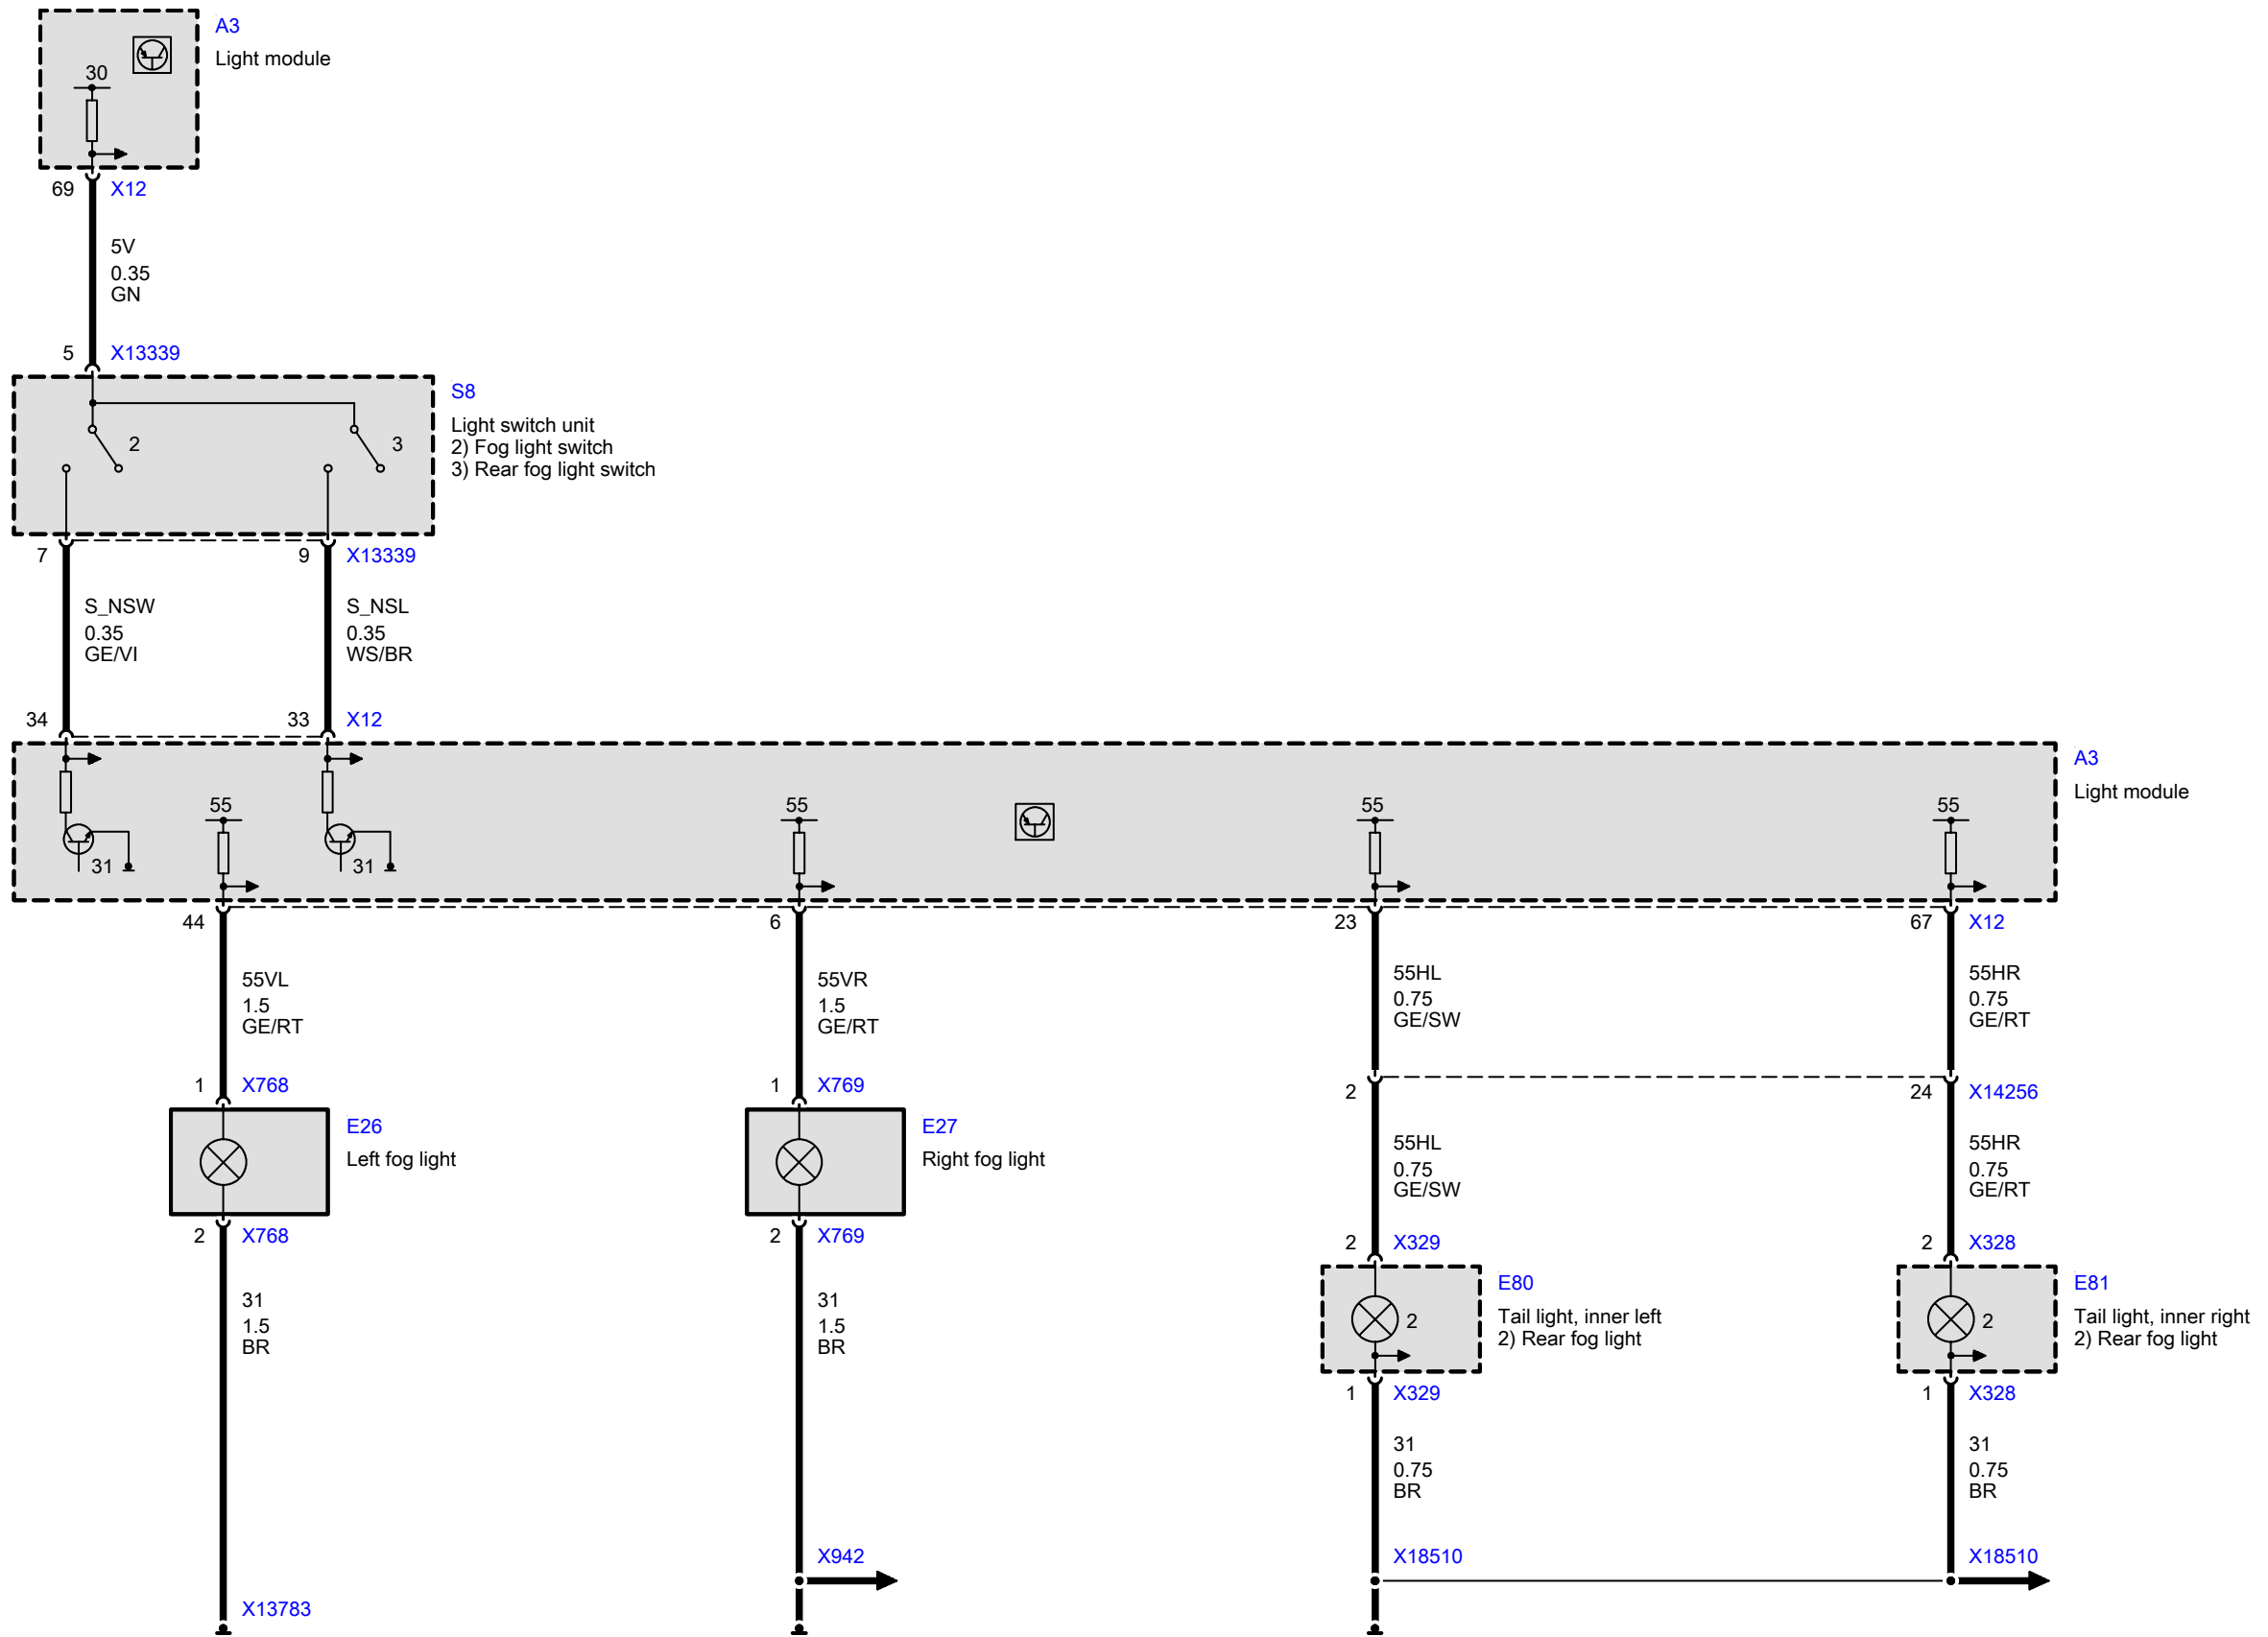 A3
Light module
30
69 X12
5V
0.35
GN
5 X13339
S8
Light switch unit
2) Fog light switch
3) Rear fog light switch
2 3
7 9 X13339
S_NSW S_NSL
0.35 0.35
GE/VI WS/BR
34 33 X12
A3
Light module
55 55 55 55
31 31
44 6 23 67 X12
55VL 55VR 55HL 55HR
1.5 1.5 0.75 0.75
GE/RT GE/RT GE/SW GE/RT
1 X768 1 X769 2 24 X14256
E26 E27
Left fog light Right fog light
55HL 55HR
0.75 0.75
GE/SW GE/RT
2 X768 2 X769 2 X329 2 X328
E80 E81
Tail light, inner left Tail light, inner right
2) Rear fog light 2) Rear fog light
2 2
31 31
1.5 1.5
BR BR
1 X329 1 X328
31 31
0.75 0.75
BR BR
X942 X18510 X18510
X13783